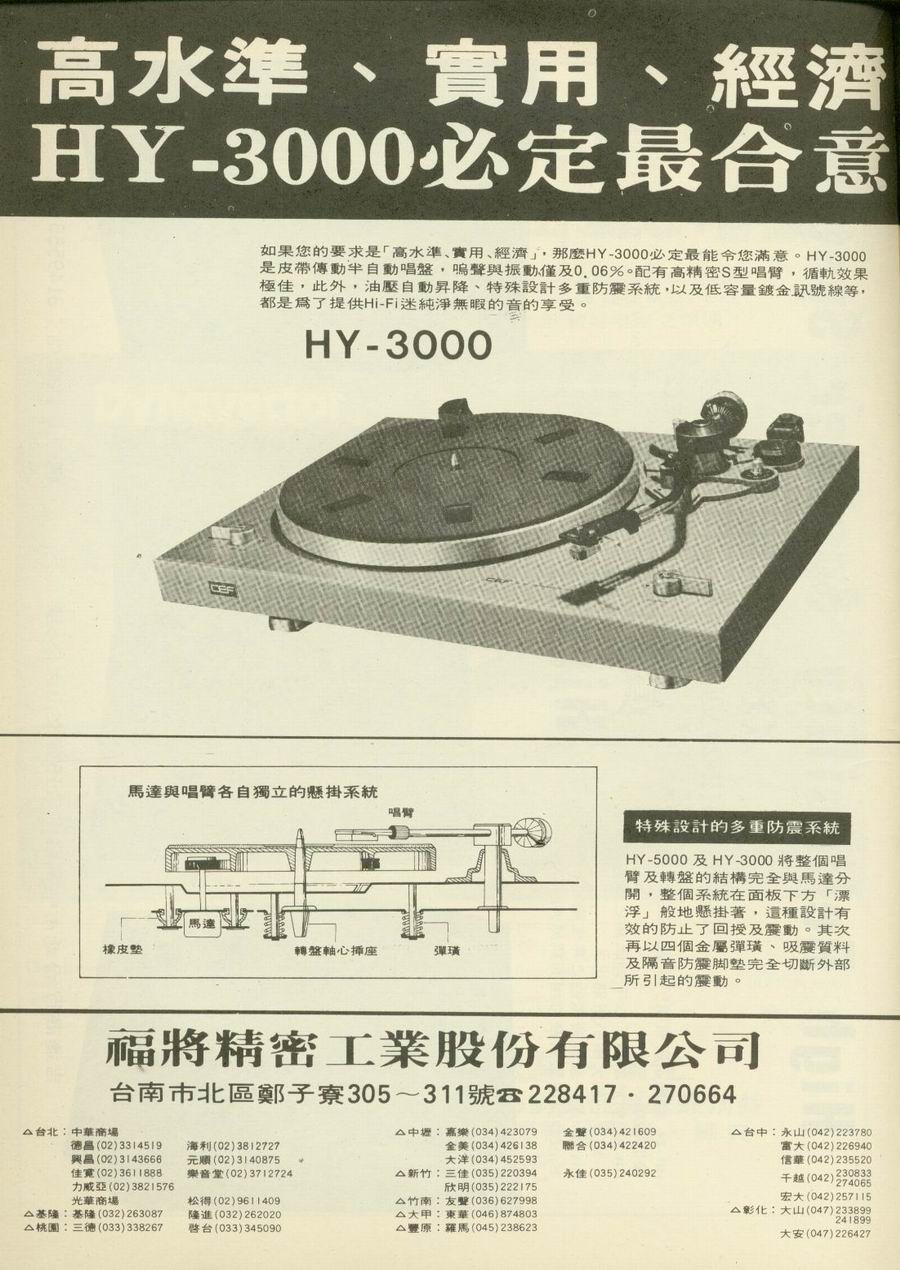 高水準、實用、經濟
HY-3000必定最合意
如果您的要求是「高水準、實用、經濟」，那麼HY-3000必定最能令您滿意。HY-3000
是皮帶傳動半自動唱盤，嗚聲與振動僅及0.06%。配有高精密S型唱臂，循軌效果
極佳，此外，油壓自動昇降、特殊設計多重防震系統，以及低容量鍍金訊號線等，
都是爲了提供Hi-Fi迷純淨無暇的音的享受。
HY-3000
CEF
CEF
馬達與唱臂各自獨立的懸掛系統
唱臂
馬達
橡皮墊
轉盤軸心揷座
彈璜
特殊設計的多重防震系統
HY-5000 及 HY-3000 將整個唱
臂及轉盤的結構完全與馬達分
開，整個系統在面板下方「漂
浮」般地懸掛著，這種設計有
效的防止了回授及震動。其次
再以四個金屬彈璜、吸震質料
及隔音防震脚墊完全切斷外部
所引起的震動。
福將精密工業股份有限公司
台南市北區鄭子寮305～311號☎228417・270664
△台北：中華商場
德昌(02)3314519 海利(02)3812727
興昌(02)3143666 元順(02)3140875
佳寬(02)3611888 樂音堂(02)3712724
力威亞(02)3821576
光華商場 松得(02)9611409
△基隆：基隆(032)263087 隆進(032)262020
△桃園：三德(033)338267 啓台(033)345090
△中壢：嘉樂(034)423079 金聲(034)421609
金美(034)426138 聯合(034)422420
大洋(034)452593
△新竹：三佳(035)220394 永佳(035)240292
欣明(035)222175
△竹南：友聲(036)627998
△大甲：東華(046)874803
△豐原：羅馬(045)238623
△台中：永山(042)223780
富大(042)226940
信華(042)235520
千越(042)230833
274065
宏大(042)257115
△彰化：大山(047)233899
241899
大安(047)226427